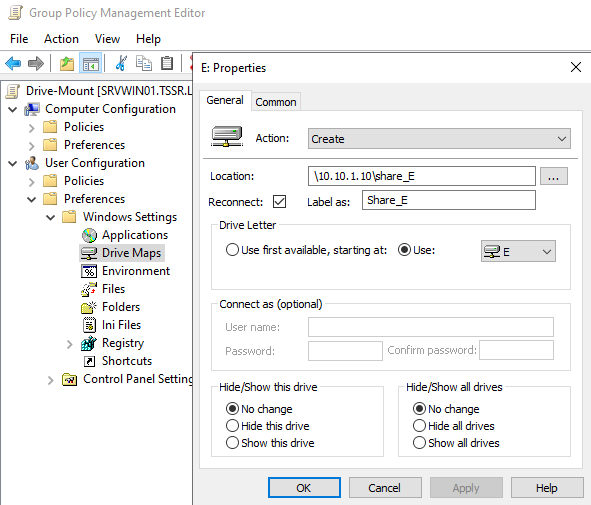 Group Policy Management Editor
File Action View Window Help
Drive-Mount [SRVWIN01.TSSR.L
Computer Configuration
Policies
Preferences
User Configuration
Policies
Preferences
Windows Settings
Applications
Drive Maps
Environment
Files
Folders
Ini Files
Registry
Shortcuts
Control Panel Setting
E: Properties
General Common
Action: Create
Location: \10.10.1.10\share_E ...
Reconnect: Label as: Share_E
Drive Letter
Use first available, starting at: Use: E
Connect as (optional)
User name:
Password: Confirm password:
Hide/Show this drive
No change
Hide this drive
Show this drive
Hide/Show all drives
No change
Hide all drives
Show all drives
OK Cancel Apply Help